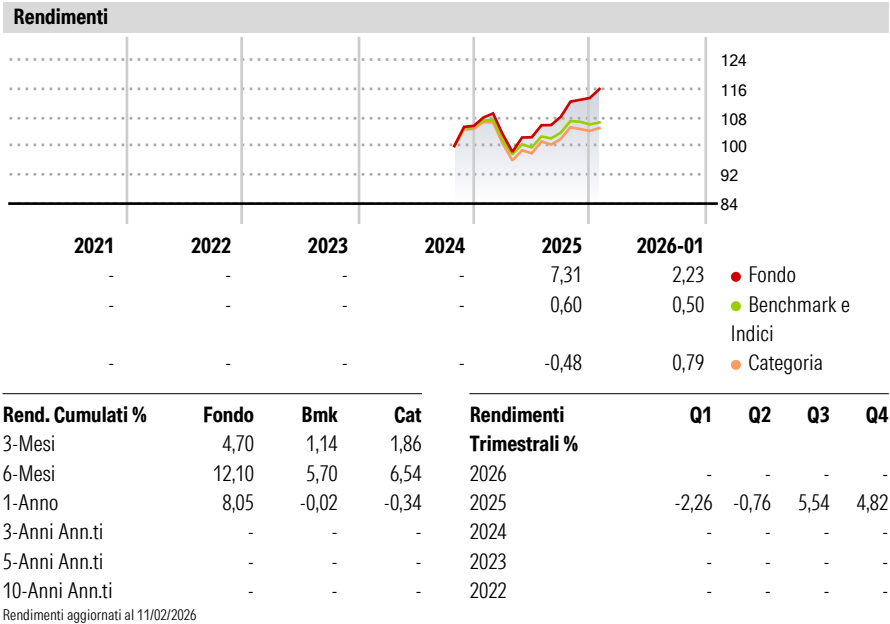 Rendimenti
124
116
108
100
92
84
2021 2022 2023 2024 2025 2026-01
- - - - 7,31 2,23 Fondo
- - - - 0,60 0,50 Benchmark e
Indici
- - - - -0,48 0,79 Categoria
Rend. Cumulati % Fondo Bmk Cat
3-Mesi 4,70 1,14 1,86
6-Mesi 12,10 5,70 6,54
1-Anno 8,05 -0,02 -0,34
3-Anni Ann.ti - - -
5-Anni Ann.ti - - -
10-Anni Ann.ti - - -
Rendimenti Q1 Q2 Q3 Q4
Trimestrali %
2026 - - - -
2025 -2,26 -0,76 5,54 4,82
2024 - - - -
2023 - - - -
2022 - - - -
Rendimenti aggiornati al 11/02/2026